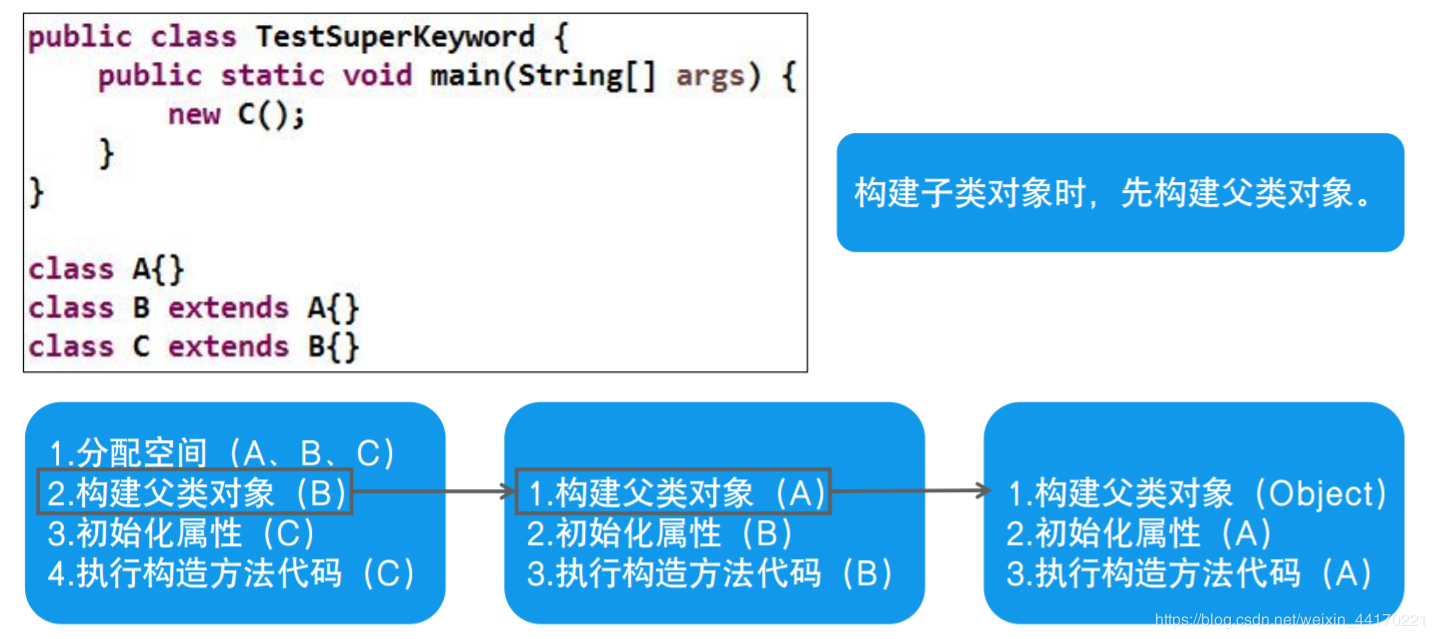 public class TestSuperKeyword {
public static void main(String[] args) {
new C();
}
}
class A{}
class B extends A{}
class C extends B{}
构建子类对象时，先构建父类对象。
1.分配空间（A、B、C）
2.构建父类对象（B）
3.初始化属性（C）
4.执行构造方法代码（C）
1.构建父类对象（A）
2.初始化属性（B）
3.执行构造方法代码（B）
1.构建父类对象（Object）
2.初始化属性（A）
3.执行构造方法代码（A）
https://blog.csdn.net/weixin_44170221